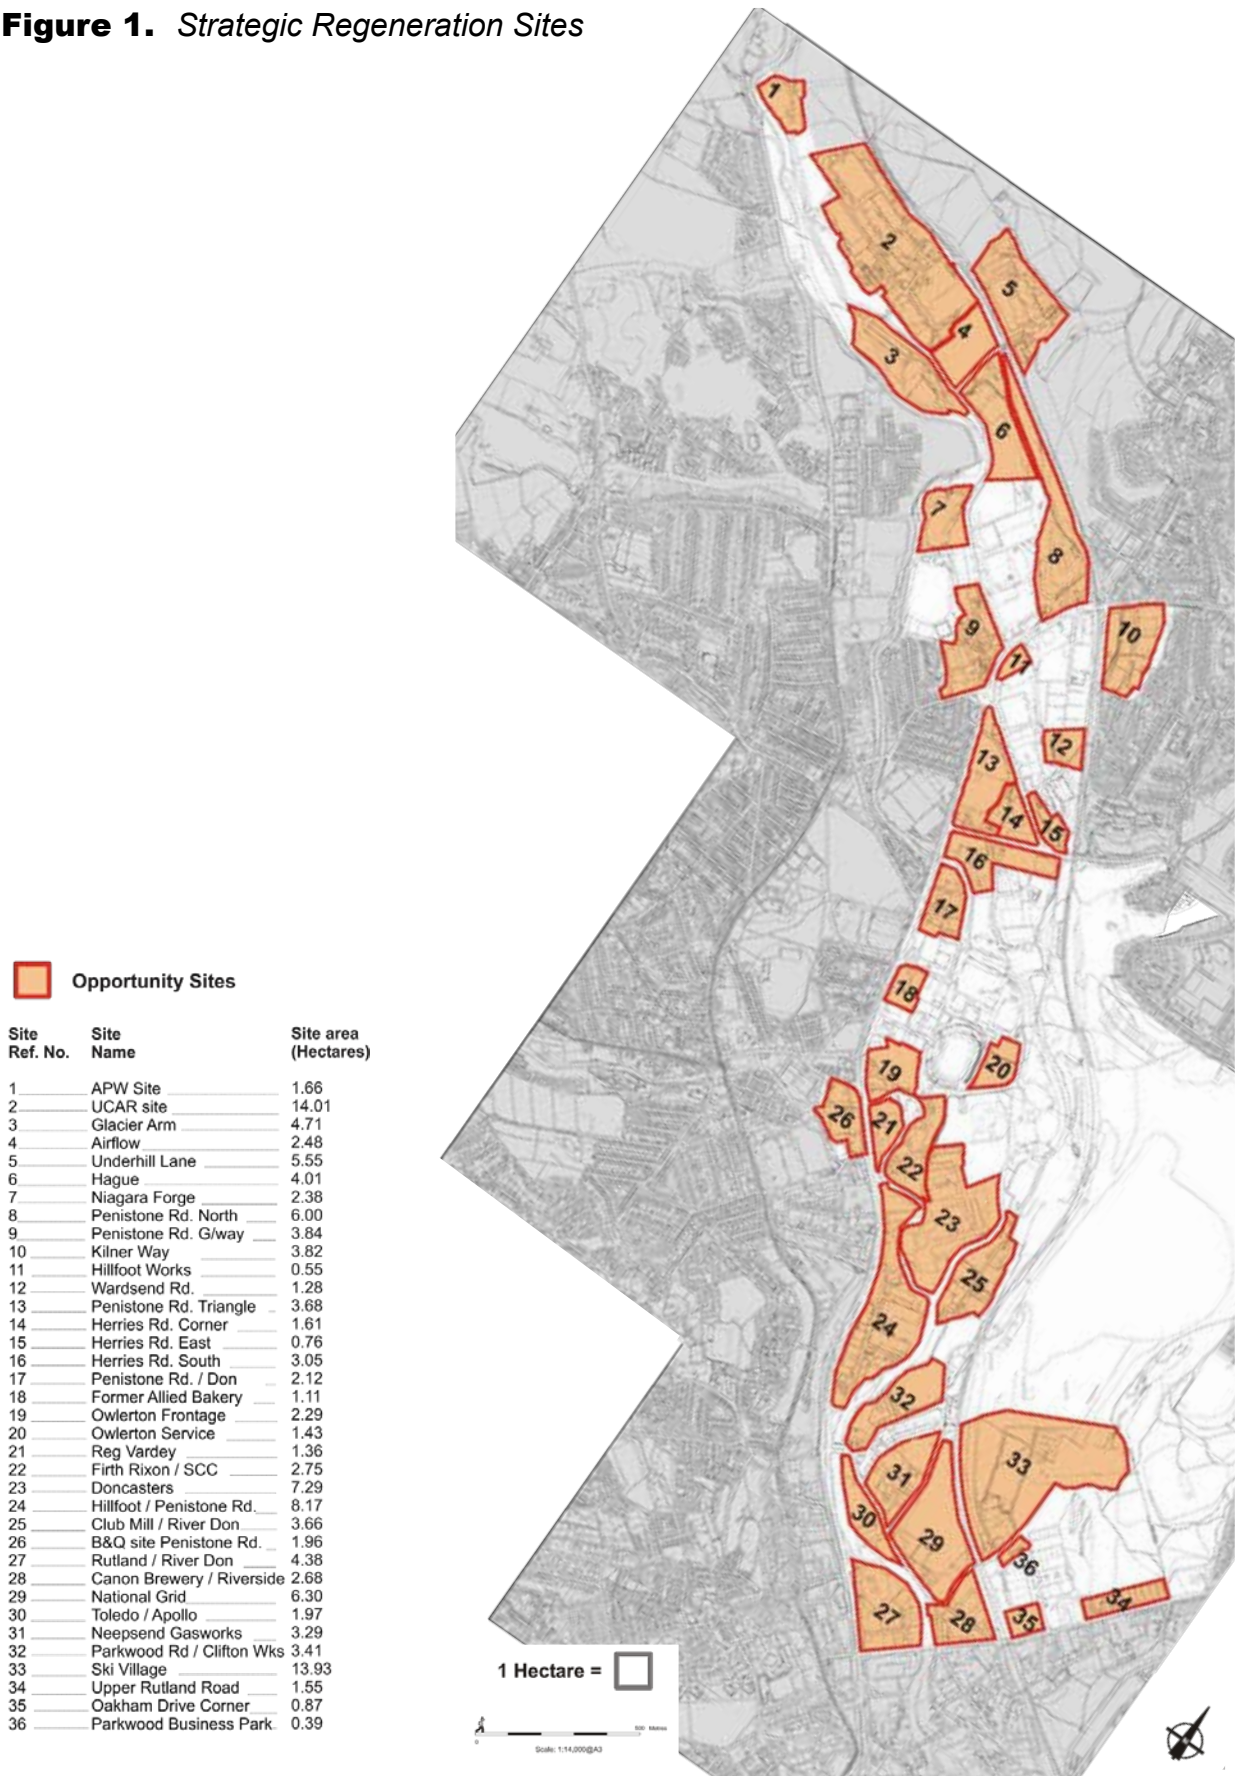 Figure 1. Strategic Regeneration Sites
1
2
5
4
3
6
7
8
9
10
11
12
13
14
15
16
17
18
19
20
26
21
22
23
25
24
32
33
31
30
29
36
34
27
28
35
Opportunity Sites
Site Site Site area
Ref. No. Name (Hectares)
1 APW Site 1.66
2 UCAR site 14.01
3 Glacier Arm 4.71
4 Airflow 2.48
5 Underhill Lane 5.55
6 Hague 4.01
7 Niagara Forge 2.38
8 Penistone Rd. North 6.00
9 Penistone Rd. G/way 3.84
10 Kilner Way 3.82
11 Hillfoot Works 0.55
12 Wardsend Rd. 1.28
13 Penistone Rd. Triangle 3.68
14 Herries Rd. Corner 1.61
15 Herries Rd. East 0.76
16 Herries Rd. South 3.05
17 Penistone Rd. / Don 2.12
18 Former Allied Bakery 1.11
19 Owlerton Frontage 2.29
20 Owlerton Service 1.43
21 Reg Vardey 1.36
22 Firth Rixon / SCC 2.75
23 Doncasters 7.29
24 Hillfoot / Penistone Rd. 8.17
25 Club Mill / River Don 3.66
26 B&Q site Penistone Rd. 1.96
27 Rutland / River Don 4.38
28 Canon Brewery / Riverside 2.68
29 National Grid 6.30
30 Toledo / Apollo 1.97
31 Neepsend Gasworks 3.29
32 Parkwood Rd / Clifton Wks 3.41
33 Ski Village 13.93
34 Upper Rutland Road 1.55
35 Oakham Drive Corner 0.87
36 Parkwood Business Park 0.39
1 Hectare =
0 500 Metres
Scale: 1:14,000@A3